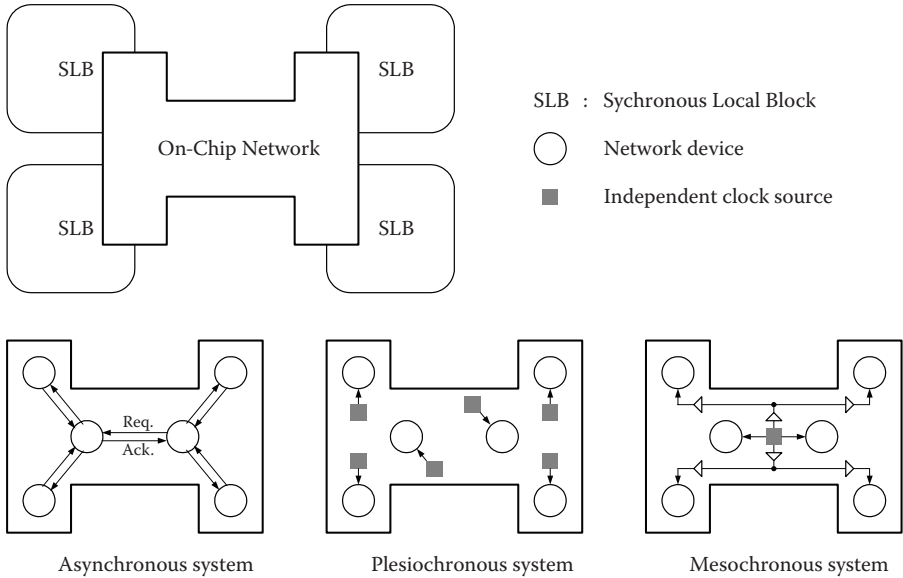 SLB
SLB
On-Chip Network
SLB
SLB
SLB : Sychronous Local Block
Network device
Independent clock source
Req.
Ack.
Asynchronous system
Plesiochronous system
Mesochronous system